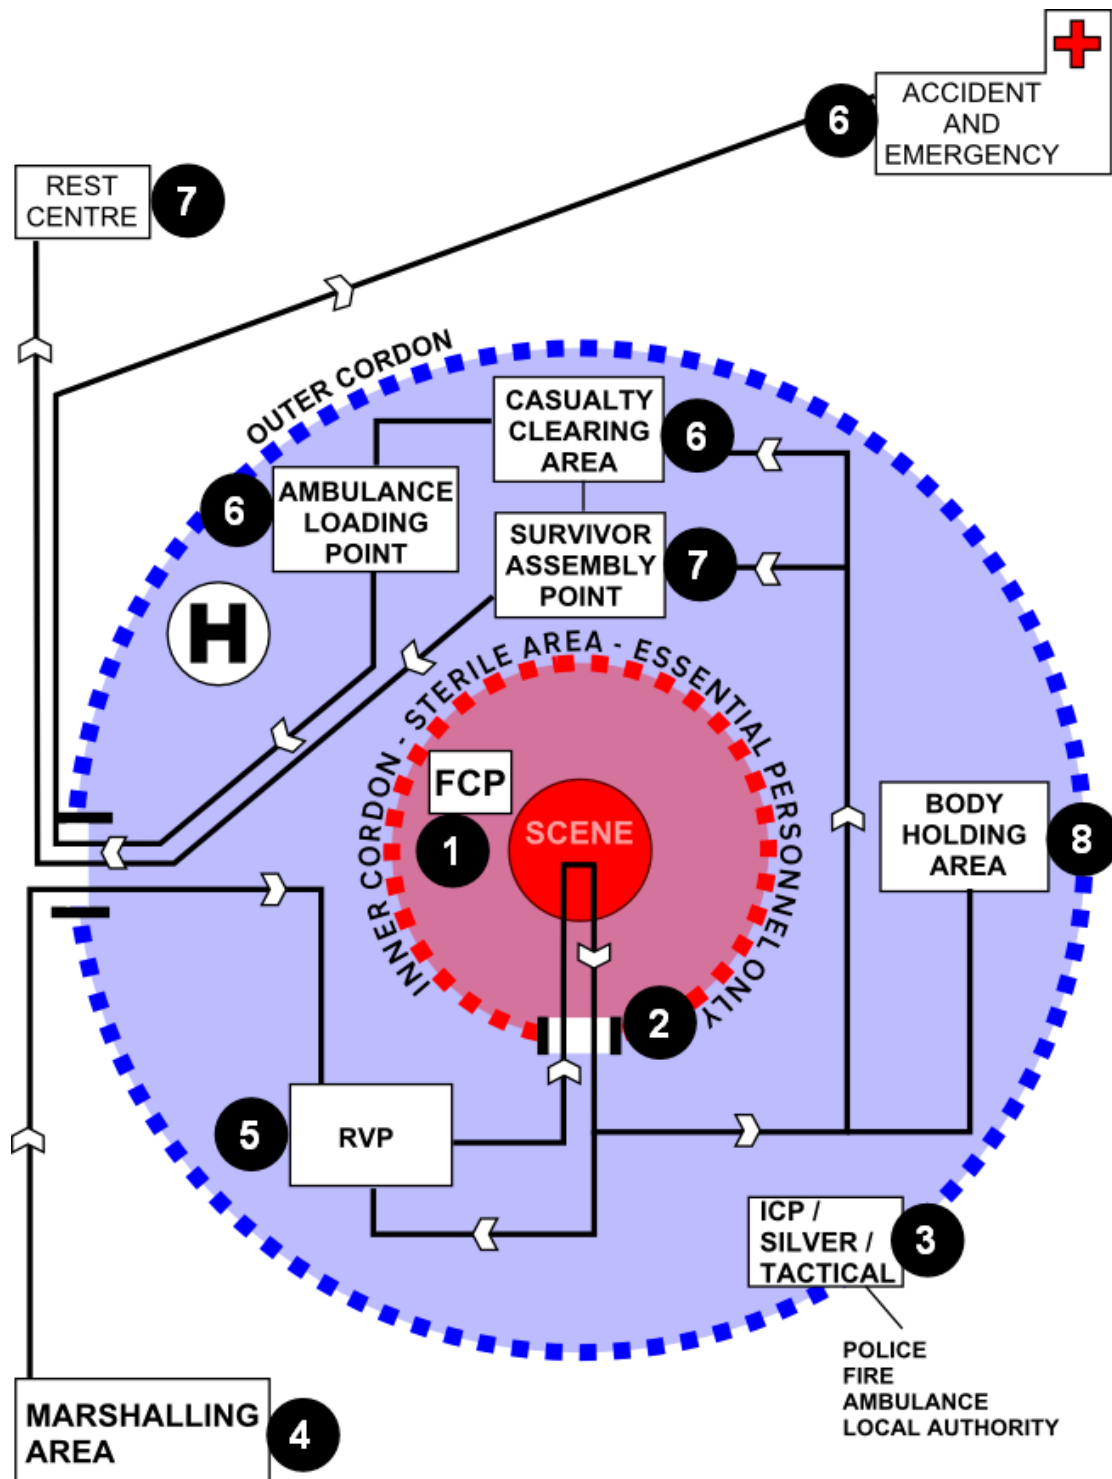 ACCIDENT
AND
EMERGENCY
6
REST
CENTRE
7
OUTER CORDON
CASUALTY
CLEARING
AREA
6
AMBULANCE
LOADING
POINT
6
SURVIVOR
ASSEMBLY
POINT
7
H
INNER CORDON - STERILE AREA - ESSENTIAL PERSONNEL ONLY
FCP
1
SCENE
BODY
HOLDING
AREA
8
2
RVP
5
ICP /
SILVER /
TACTICAL
3
POLICE
FIRE
AMBULANCE
LOCAL AUTHORITY
MARSHALLING
AREA
4